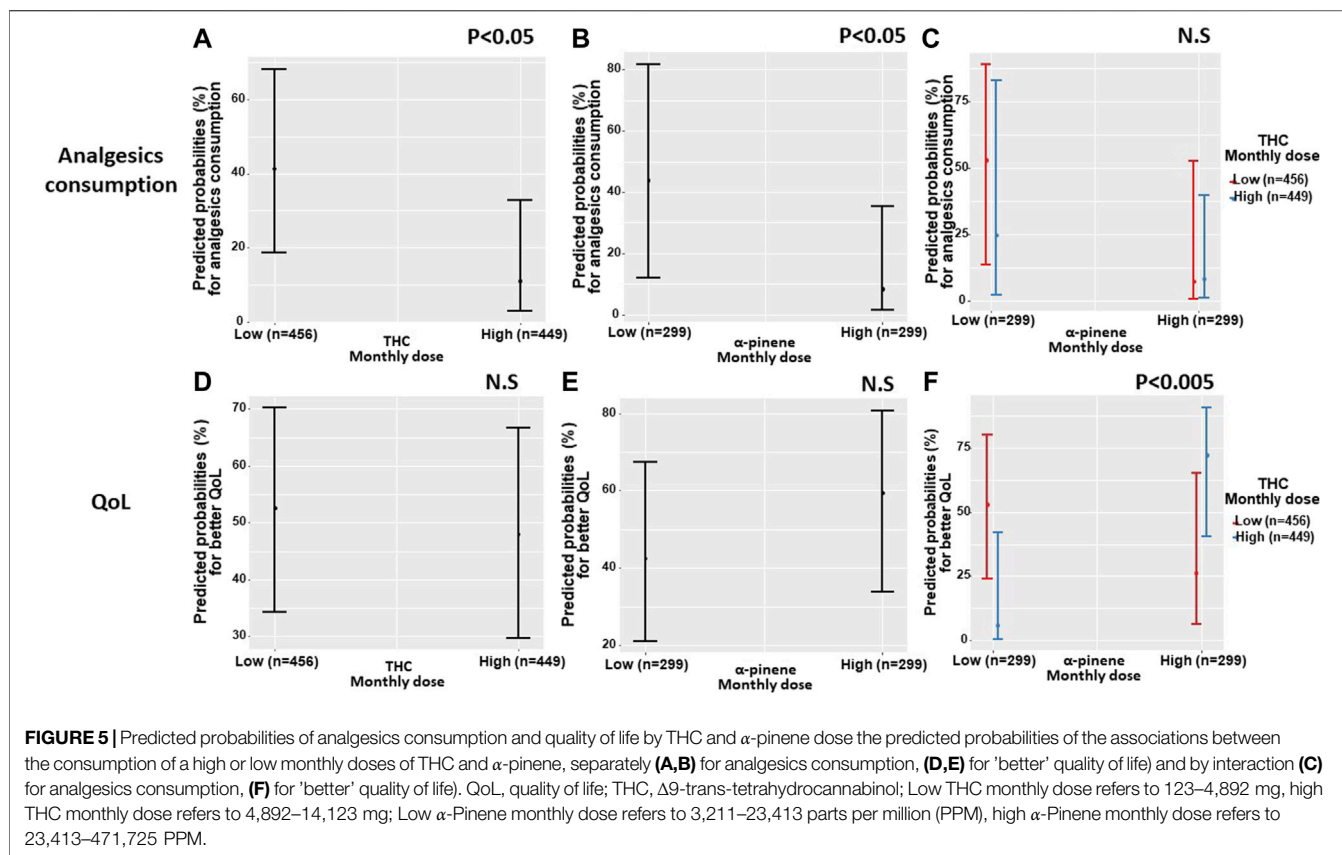 A
P<0.05
B
P<0.05
C
N.S
Analgesics
consumption
Predicted probabilities (%)
for analgesics consumption
60
40
20
0
Low (n=456)
THC
Monthly dose
High (n=449)
Predicted probabilities (%)
for analgesics consumption
80
60
40
20
0
Low (n=299)
α-pinene
Monthly dose
High (n=299)
Predicted probabilities (%)
for analgesics consumption
75
50
25
0
Low (n=299)
α-pinene
Monthly dose
High (n=299)
THC
Monthly dose
Low (n=456)
High (n=449)
D
N.S
E
N.S
F
P<0.005
QoL
Predicted probabilities (%)
for better QoL
70
60
50
40
30
Low (n=456)
THC
Monthly dose
High (n=449)
Predicted probabilities (%)
for better QoL
80
60
40
20
Low (n=299)
α-pinene
Monthly dose
High (n=299)
Predicted probabilities (%)
for better QoL
75
50
25
0
Low (n=299)
α-pinene
Monthly dose
High (n=299)
THC
Monthly dose
Low (n=456)
High (n=449)
FIGURE 5 | Predicted probabilities of analgesics consumption and quality of life by THC and α-pinene dose the predicted probabilities of the associations between
the consumption of a high or low monthly doses of THC and α-pinene, separately (A,B) for analgesics consumption, (D,E) for 'better' quality of life) and by interaction (C)
for analgesics consumption, (F) for 'better' quality of life). QoL, quality of life; THC, Δ9-trans-tetrahydrocannabinol; Low THC monthly dose refers to 123–4,892 mg, high
THC monthly dose refers to 4,892–14,123 mg; Low α-Pinene monthly dose refers to 3,211–23,413 parts per million (PPM), high α-Pinene monthly dose refers to
23,413–471,725 PPM.